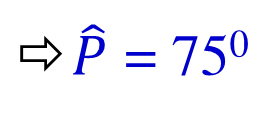 ⇨ P̂ = 75⁰